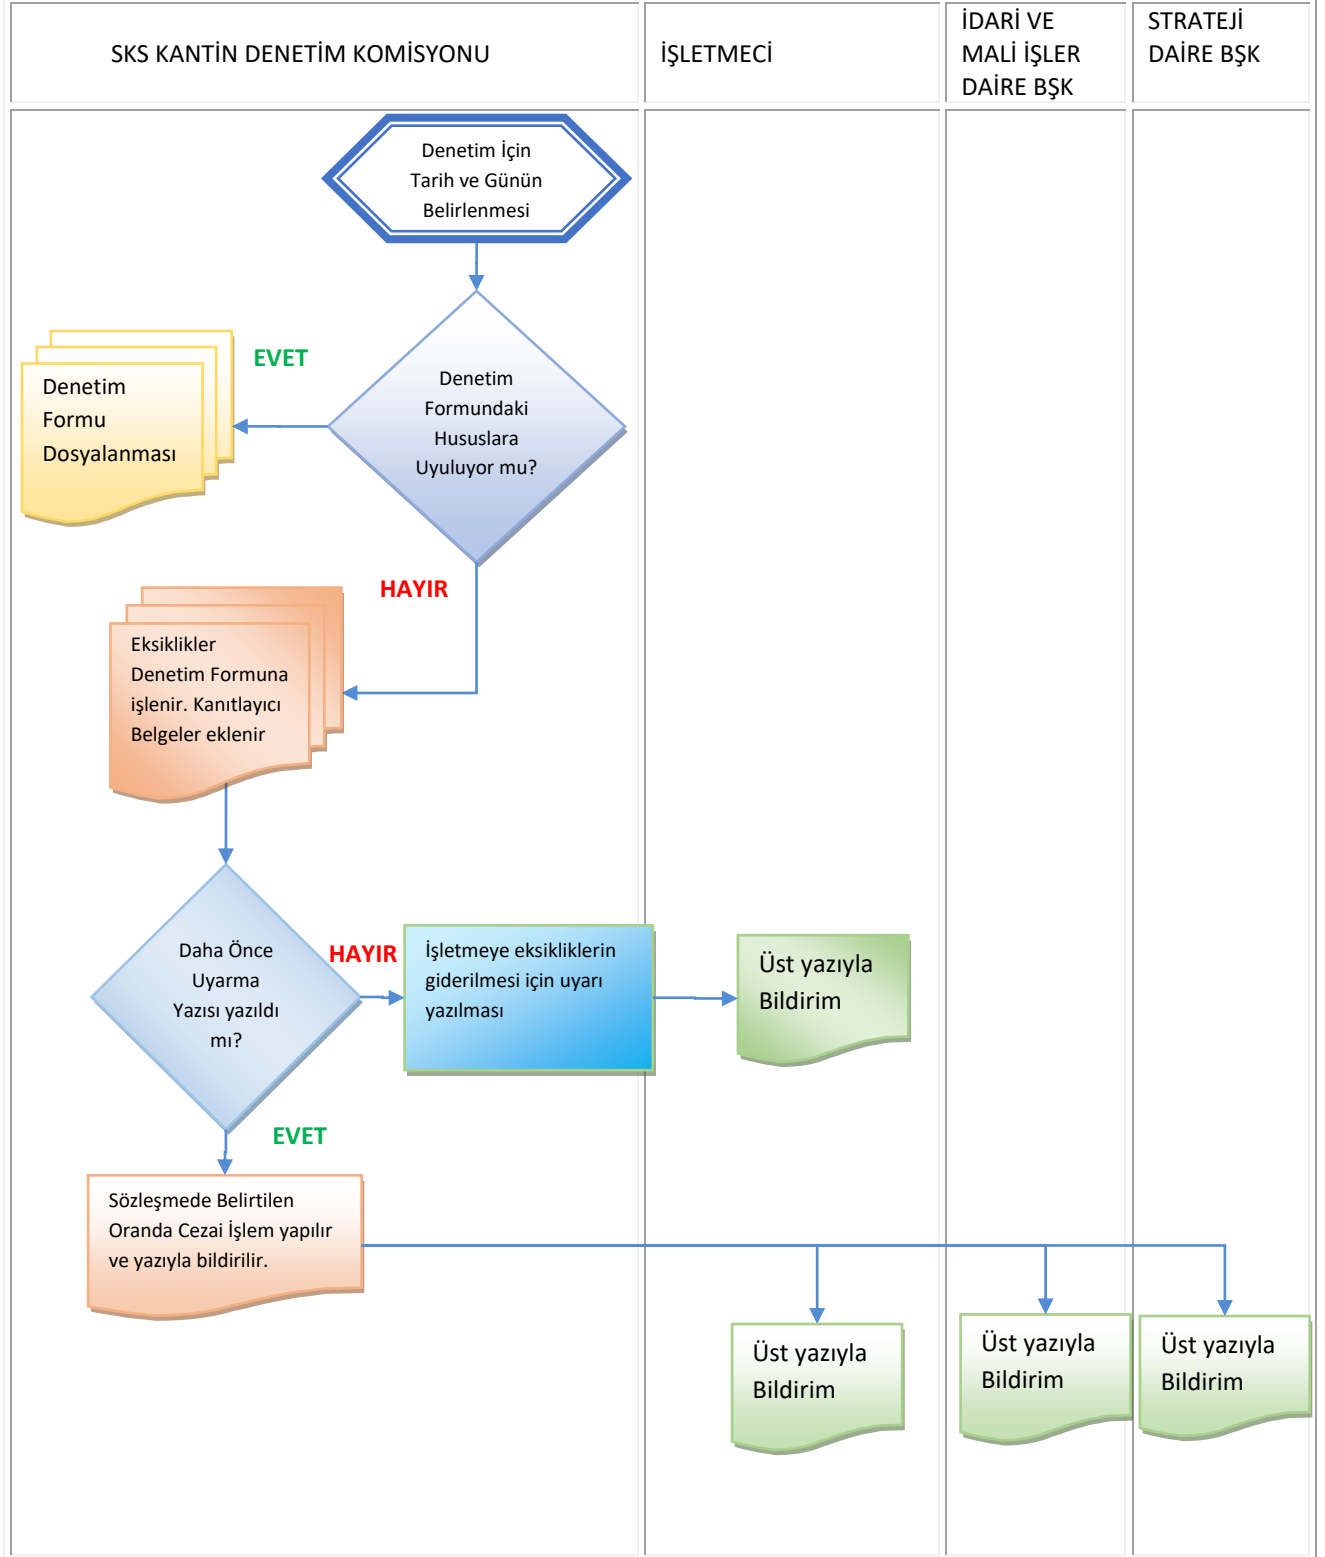 SKS KANTİN DENETİM KOMİSYONU
İŞLETMECİ
İDARİ VE
MALİ İŞLER
DAİRE BŞK
STRATEJİ
DAİRE BŞK
Denetim İçin
Tarih ve Günün
Belirlenmesi
EVET
Denetim
Formu
Dosyalanması
Denetim
Formundaki
Hususlara
Uyuluyor mu?
HAYIR
Eksiklikler
Denetim Formuna
işlenir. Kanıtlayıcı
Belgeler eklenir
Daha Önce
Uyarma
Yazısı yazıldı
mı?
HAYIR
İşletmeye eksikliklerin
giderilmesi için uyarı
yazılması
Üst yazıyla
Bildirim
EVET
Sözleşmede Belirtilen
Oranda Cezai İşlem yapılır
ve yazıyla bildirilir.
Üst yazıyla
Bildirim
Üst yazıyla
Bildirim
Üst yazıyla
Bildirim